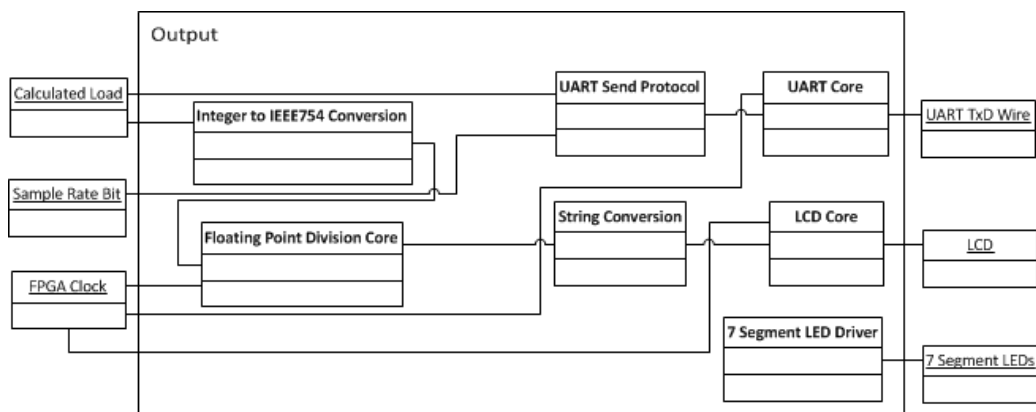 Output
Calculated Load
Integer to IEEE754 Conversion
UART Send Protocol
UART Core
UART TxD Wire
Sample Rate Bit
Floating Point Division Core
String Conversion
LCD Core
LCD
FPGA Clock
7 Segment LED Driver
7 Segment LEDs